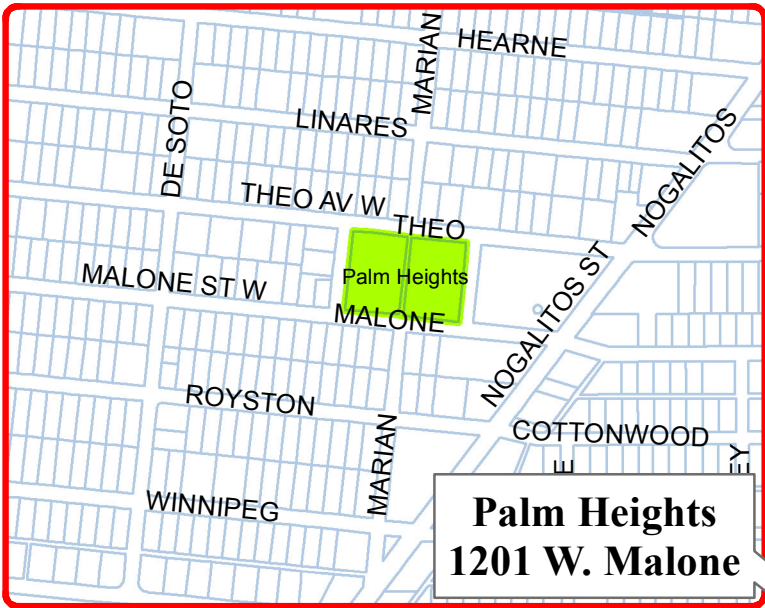 HEARNE
MARIAN
LINARES
DE SOTO
NOGALITOS
THEO AV W
THEO
Palm Heights
MALONE ST W
MALONE
NOGALITOS ST
ROYSTON
COTTONWOOD
MARIAN
WINNIPEG
E
EY
Palm Heights
1201 W. Malone